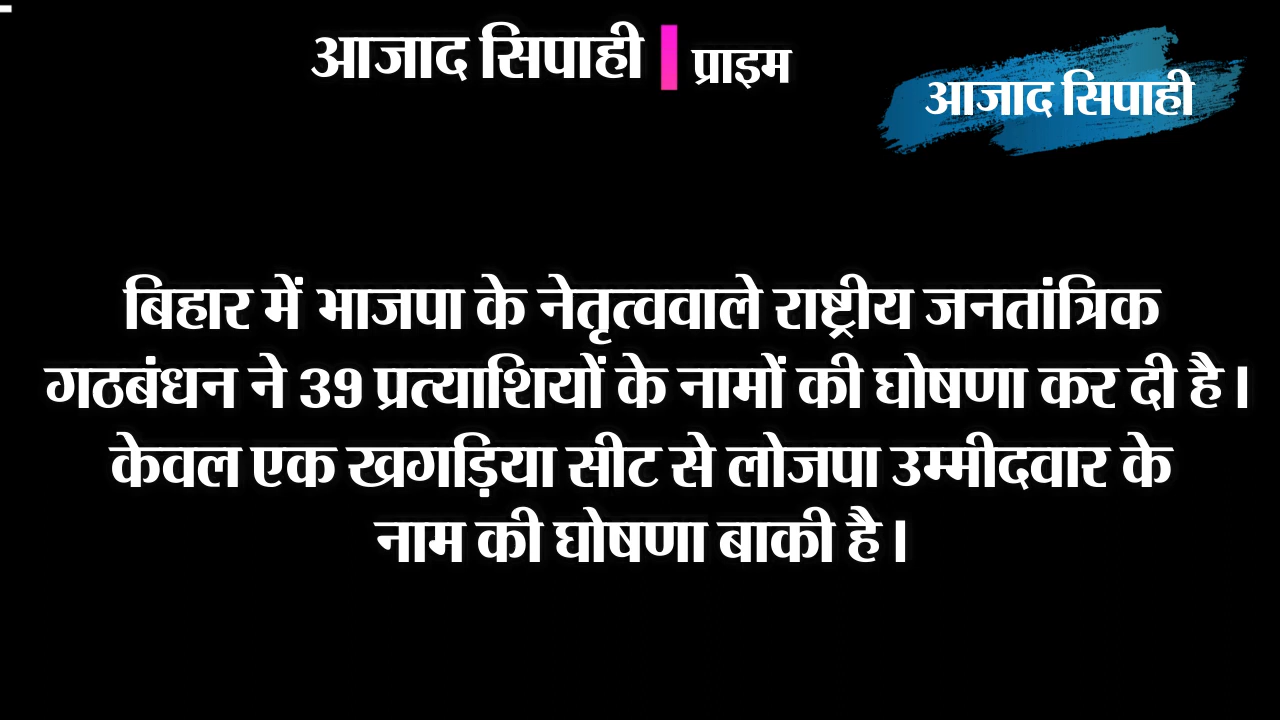 आजाद सिपाही | प्राइम
आजाद सिपाही
बिहार में भाजपा के नेतृत्ववाले राष्ट्रीय जनतांत्रिक
गठबंधन ने 39 प्रत्याशियों के नामों की घोषणा कर दी है।
केवल एक खगड़िया सीट से लोजपा उम्मीदवार के
नाम की घोषणा बाकी है।